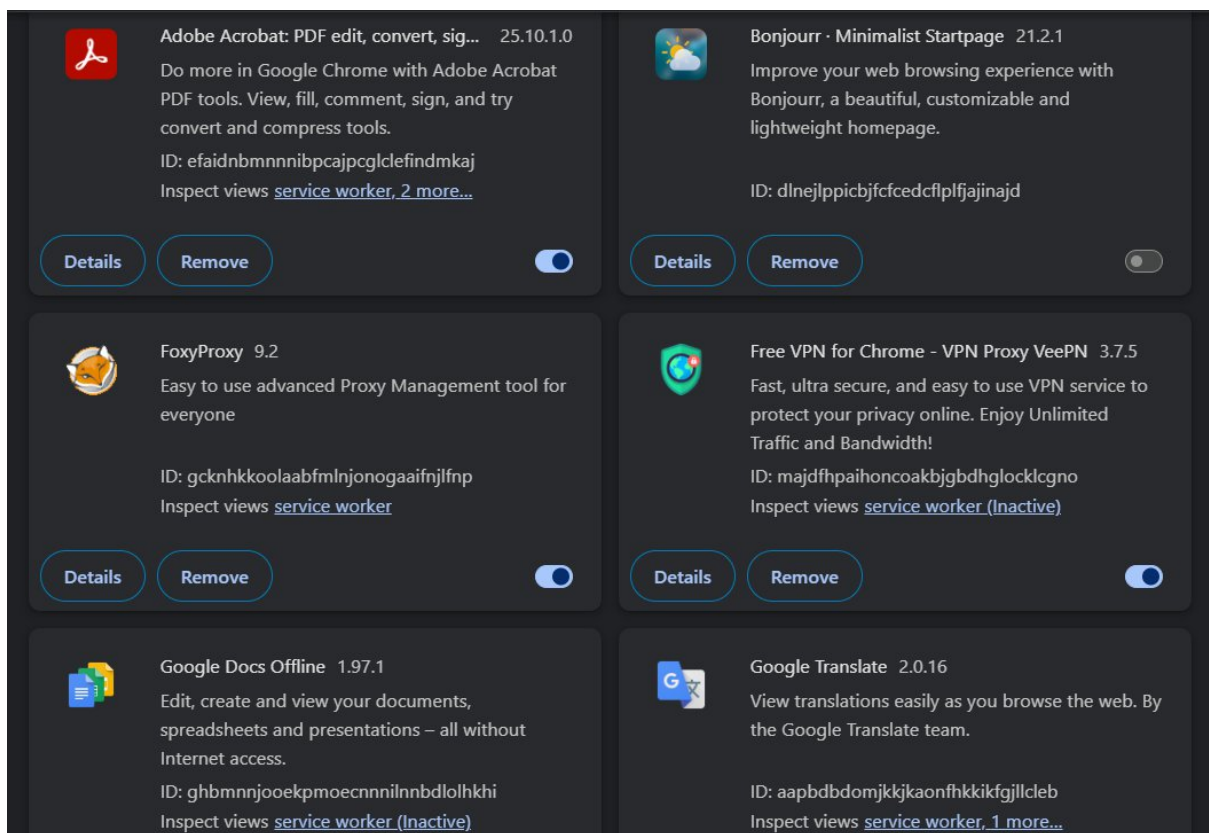 Adobe Acrobat: PDF edit, convert, sig... 25.10.1.0
Do more in Google Chrome with Adobe Acrobat
PDF tools. View, fill, comment, sign, and try
convert and compress tools.
ID: efaidnbmnnnibpcajpcglclefindmkaj
Inspect views service worker, 2 more...
Details Remove
Bonjourr · Minimalist Startpage 21.2.1
Improve your web browsing experience with
Bonjourr, a beautiful, customizable and
lightweight homepage.
ID: dlnejlppicbjfcfcedcflplfjajinajd
Details Remove
FoxyProxy 9.2
Easy to use advanced Proxy Management tool for
everyone
ID: gcknhkkoolaabfmlnjonogaaifnjlfnp
Inspect views service worker
Details Remove
Free VPN for Chrome - VPN Proxy VeePN 3.7.5
Fast, ultra secure, and easy to use VPN service to
protect your privacy online. Enjoy Unlimited
Traffic and Bandwidth!
ID: majdfhpaihoncoakbjgbdhglocklcgno
Inspect views service worker (Inactive)
Details Remove
Google Docs Offline 1.97.1
Edit, create and view your documents,
spreadsheets and presentations – all without
Internet access.
ID: ghbmnnjooekpmoecnnnilnnbdlolhkhi
Inspect views service worker (Inactive)
Google Translate 2.0.16
View translations easily as you browse the web. By
the Google Translate team.
ID: aapbdbdomjkkjkaonfhkkikfgjllcleb
Inspect views service worker, 1 more...